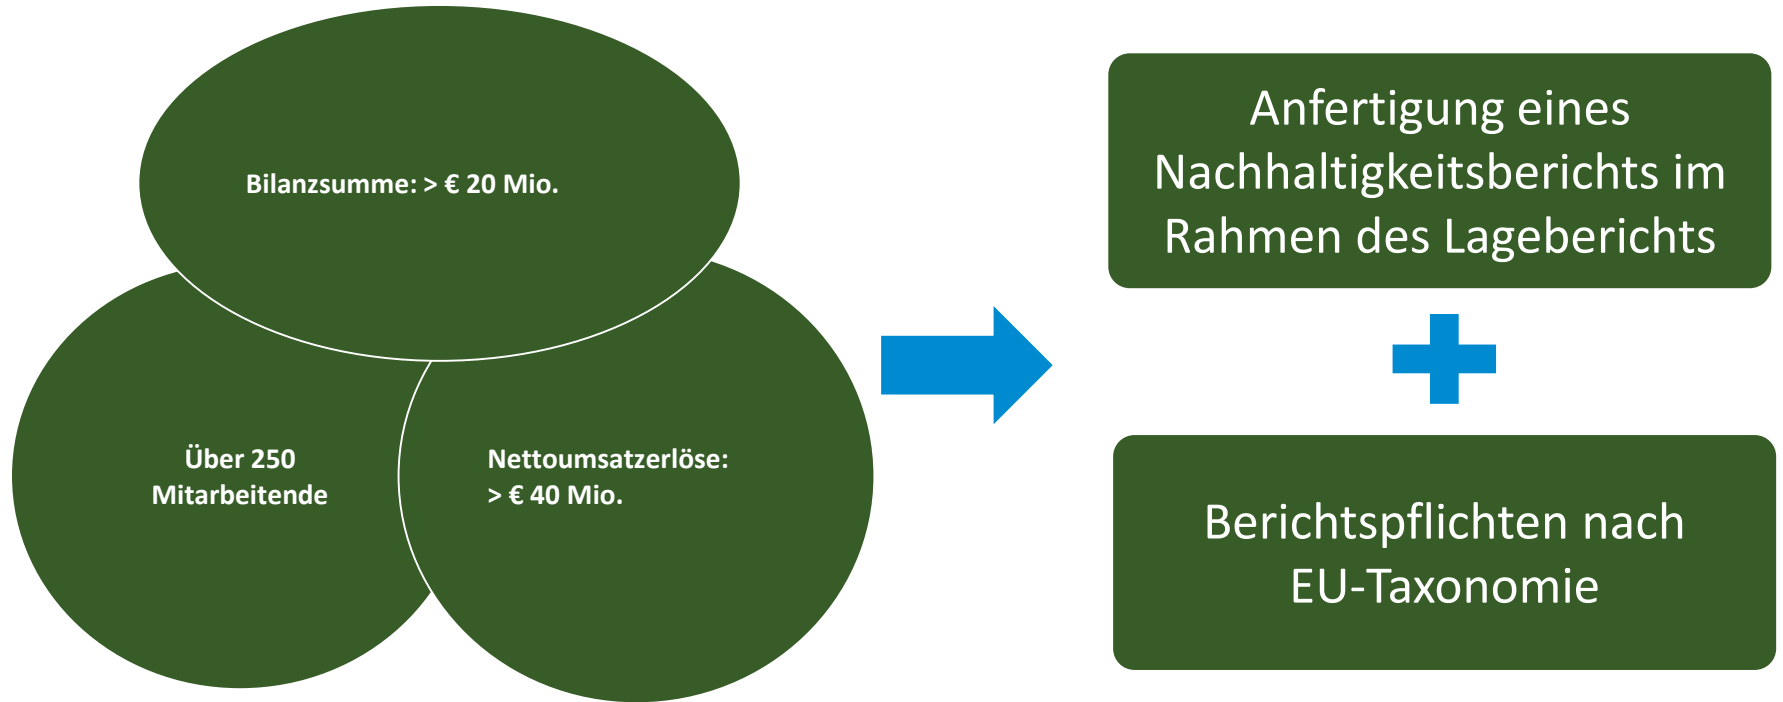 Bilanzsumme: > € 20 Mio.
Über 250
Mitarbeitende
Nettoumsatzerlöse:
> € 40 Mio.
Anfertigung eines
Nachhaltigkeitsberichts im
Rahmen des Lageberichts
Berichtspflichten nach
EU-Taxonomie